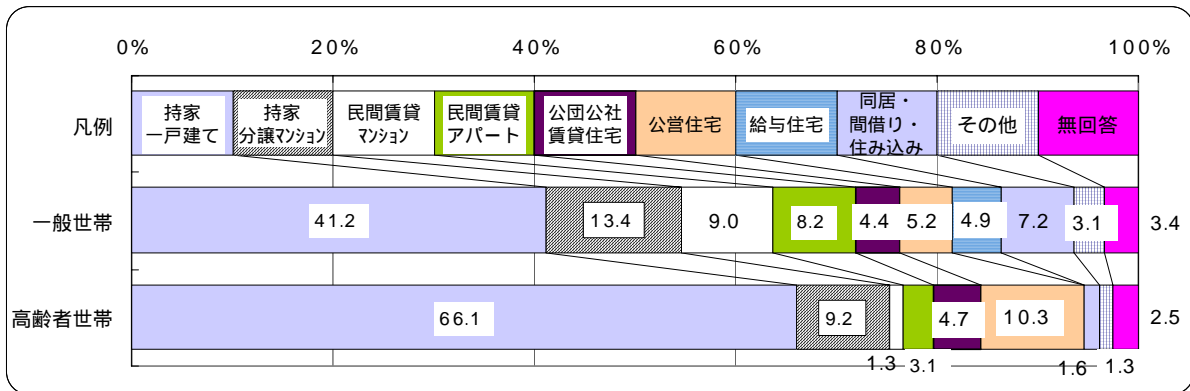 0% 20% 40% 60% 80% 100%
凡例
持家
一戸建て
持家
分譲マンション
民間賃貸
マンション
民間賃貸
アパート
公団公社
賃貸住宅
公営住宅
給与住宅
同居・
間借り・
住み込み
その他
無回答
一般世帯 41.2 13.4 9.0 8.2 4.4 5.2 4.9 7.2 3.1 3.4
高齢者世帯 66.1 9.2 4.7 10.3 2.5
1.3 3.1 1.6 1.3